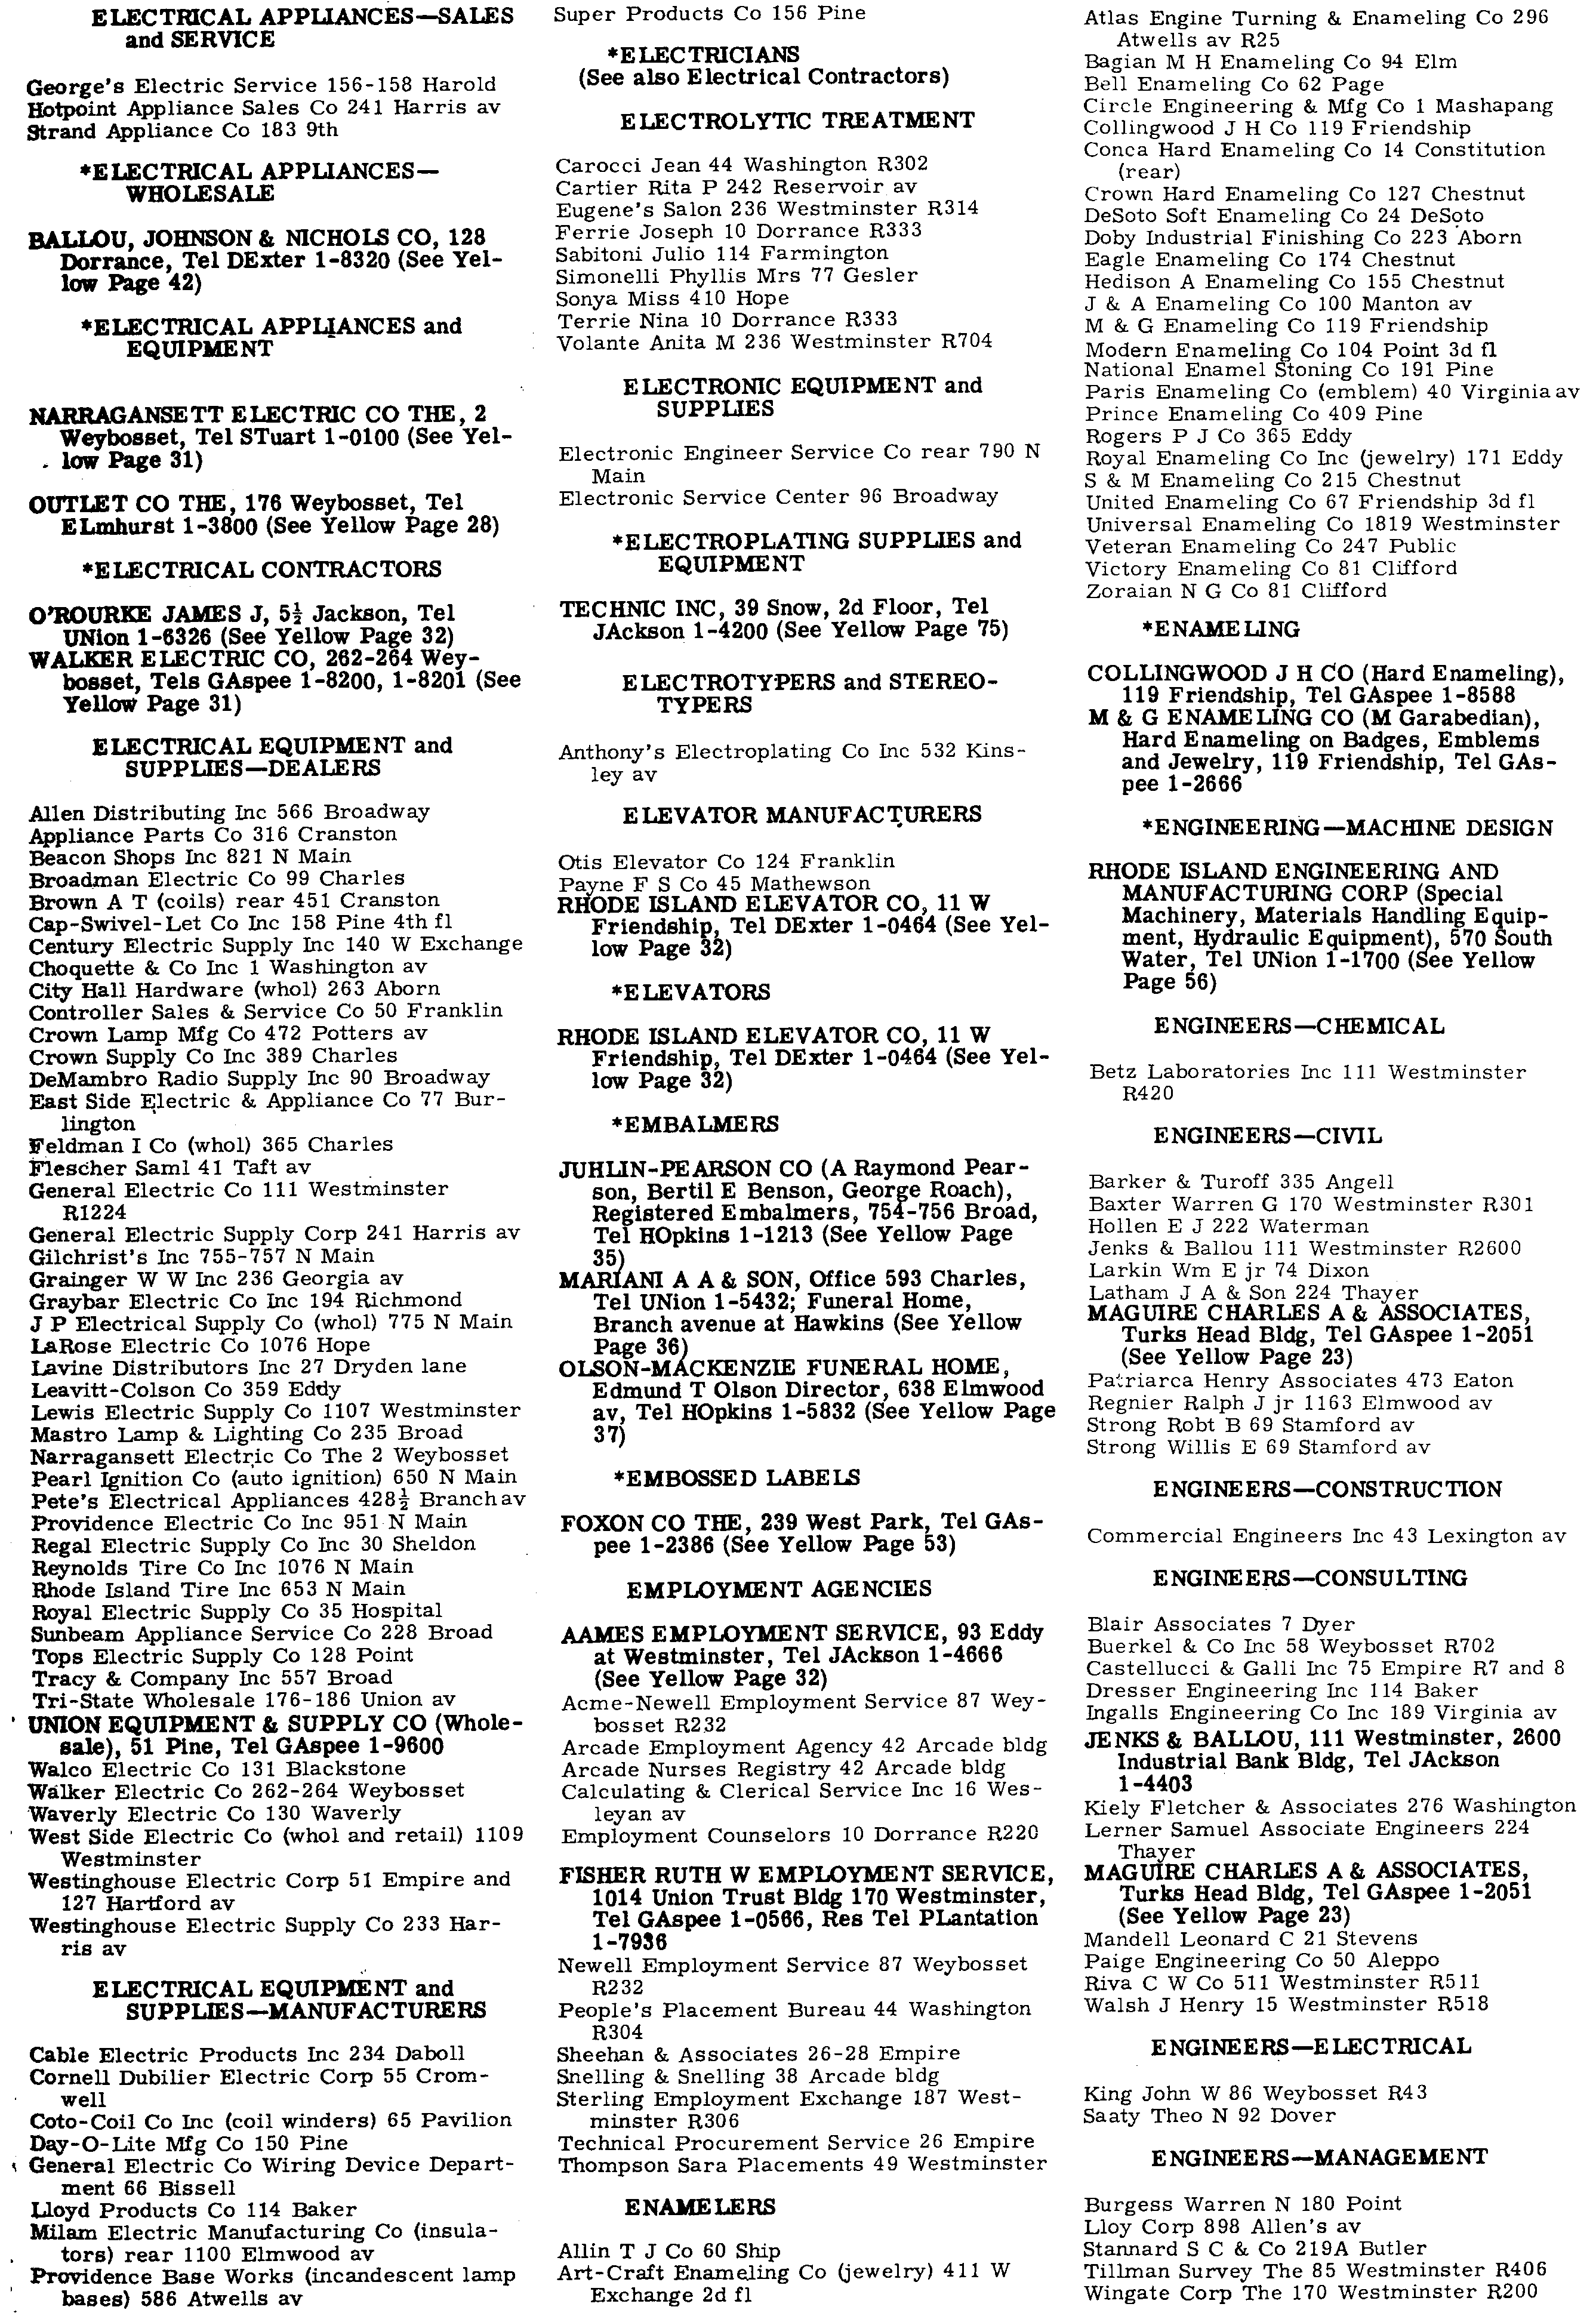 ELECTRICAL APPLIANCES—SALES
and SERVICE
George's Electric Service 156-158 Harold
Hotpoint Appliance Sales Co 241 Harris av
Strand Appliance Co 183 9th
*ELECTRICAL APPLIANCES—
WHOLESALE
BALLOU, JOHNSON & NICHOLS CO, 128
Dorrance, Tel DExter 1-8320 (See Yel-
low Page 42)
*ELECTRICAL APPLIANCES and
EQUIPMENT
NARRAGANSETT ELECTRIC CO THE, 2
Weybosset, Tel STuart 1-0100 (See Yel-
low Page 31)
OUTLET CO THE, 176 Weybosset, Tel
ELmhurst 1-3800 (See Yellow Page 28)
*ELECTRICAL CONTRACTORS
O'ROURKE JAMES J, 5½ Jackson, Tel
UNion 1-6326 (See Yellow Page 32)
WALKER ELECTRIC CO, 262-264 Wey-
bosset, Tels GAspee 1-8200, 1-8201 (See
Yellow Page 31)
ELECTRICAL EQUIPMENT and
SUPPLIES—DEALERS
Allen Distributing Inc 566 Broadway
Appliance Parts Co 316 Cranston
Beacon Shops Inc 821 N Main
Broadman Electric Co 99 Charles
Brown A T (coils) rear 451 Cranston
Cap-Swivel-Let Co Inc 158 Pine 4th fl
Century Electric Supply Inc 140 W Exchange
Choquette & Co Inc 1 Washington av
City Hall Hardware (whol) 263 Aborn
Controller Sales & Service Co 50 Franklin
Crown Lamp Mfg Co 472 Potters av
Crown Supply Co Inc 389 Charles
DeMambro Radio Supply Inc 90 Broadway
East Side Electric & Appliance Co 77 Bur-
lington
Feldman I Co (whol) 365 Charles
Flescher Saml 41 Taft av
General Electric Co 111 Westminster
R1224
General Electric Supply Corp 241 Harris av
Gilchrist's Inc 755-757 N Main
Grainger W W Inc 236 Georgia av
Graybar Electric Co Inc 194 Richmond
J P Electrical Supply Co (whol) 775 N Main
LaRose Electric Co 1076 Hope
Lavine Distributors Inc 27 Dryden lane
Leavitt-Colson Co 359 Eddy
Lewis Electric Supply Co 1107 Westminster
Mastro Lamp & Lighting Co 235 Broad
Narragansett Electric Co The 2 Weybosset
Pearl Ignition Co (auto ignition) 650 N Main
Pete's Electrical Appliances 428½ Branch av
Providence Electric Co Inc 951 N Main
Regal Electric Supply Co Inc 30 Sheldon
Reynolds Tire Co Inc 1076 N Main
Rhode Island Tire Inc 653 N Main
Royal Electric Supply Co 35 Hospital
Sunbeam Appliance Service Co 228 Broad
Tops Electric Supply Co 128 Point
Tracy & Company Inc 557 Broad
Tri-State Wholesale 176-186 Union av
UNION EQUIPMENT & SUPPLY CO (Whole-
sale), 51 Pine, Tel GAspee 1-9600
Walco Electric Co 131 Blackstone
Walker Electric Co 262-264 Weybosset
Waverly Electric Co 130 Waverly
West Side Electric Co (whol and retail) 1109
Westminster
Westinghouse Electric Corp 51 Empire and
127 Hartford av
Westinghouse Electric Supply Co 233 Har-
ris av
ELECTRICAL EQUIPMENT and
SUPPLIES—MANUFACTURERS
Cable Electric Products Inc 234 Daboll
Cornell Dubilier Electric Corp 55 Crom-
well
Coto-Coil Co Inc (coil winders) 65 Pavilion
Day-O-Lite Mfg Co 150 Pine
General Electric Co Wiring Device Depart-
ment 66 Bissell
Lloyd Products Co 114 Baker
Milam Electric Manufacturing Co (insula-
tors) rear 1100 Elmwood av
Providence Base Works (incandescent lamp
bases) 586 Atwells av
Super Products Co 156 Pine
*ELECTRICIANS
(See also Electrical Contractors)
ELECTROLYTIC TREATMENT
Carocci Jean 44 Washington R302
Cartier Rita P 242 Reservoir av
Eugene's Salon 236 Westminster R314
Ferrie Joseph 10 Dorrance R333
Sabitoni Julio 114 Farmington
Simonelli Phyllis Mrs 77 Gesler
Sonya Miss 410 Hope
Terrie Nina 10 Dorrance R333
Volante Anita M 236 Westminster R704
ELECTRONIC EQUIPMENT and
SUPPLIES
Electronic Engineer Service Co rear 790 N
Main
Electronic Service Center 96 Broadway
*ELECTROPLATING SUPPLIES and
EQUIPMENT
TECHNIC INC, 39 Snow, 2d Floor, Tel
JAckson 1-4200 (See Yellow Page 75)
ELECTROTYPERS and STEREO-
TYPERS
Anthony's Electroplating Co Inc 532 Kins-
ley av
ELEVATOR MANUFACTURERS
Otis Elevator Co 124 Franklin
Payne F S Co 45 Mathewson
RHODE ISLAND ELEVATOR CO, 11 W
Friendship, Tel DExter 1-0464 (See Yel-
low Page 32)
*ELEVATORS
RHODE ISLAND ELEVATOR CO, 11 W
Friendship, Tel DExter 1-0464 (See Yel-
low Page 32)
*EMBALMERS
JUHLIN-PEARSON CO (A Raymond Pear-
son, Bertil E Benson, George Roach),
Registered Embalmers, 754-756 Broad,
Tel HOpkins 1-1213 (See Yellow Page
35)
MARIANI A A & SON, Office 593 Charles,
Tel UNion 1-5432; Funeral Home,
Branch avenue at Hawkins (See Yellow
Page 36)
OLSON-MACKENZIE FUNERAL HOME,
Edmund T Olson Director, 638 Elmwood
av, Tel HOpkins 1-5832 (See Yellow Page
37)
*EMBOSSED LABELS
FOXON CO THE, 239 West Park, Tel GAs-
pee 1-2386 (See Yellow Page 53)
EMPLOYMENT AGENCIES
AAMES EMPLOYMENT SERVICE, 93 Eddy
at Westminster, Tel JAckson 1-4666
(See Yellow Page 32)
Acme-Newell Employment Service 87 Wey-
bosset R232
Arcade Employment Agency 42 Arcade bldg
Arcade Nurses Registry 42 Arcade bldg
Calculating & Clerical Service Inc 16 Wes-
leyan av
Employment Counselors 10 Dorrance R220
FISHER RUTH W EMPLOYMENT SERVICE,
1014 Union Trust Bldg 170 Westminster,
Tel GAspee 1-0566, Res Tel PLantation
1-7936
Newell Employment Service 87 Weybosset
R232
People's Placement Bureau 44 Washington
R304
Sheehan & Associates 26-28 Empire
Snelling & Snelling 38 Arcade bldg
Sterling Employment Exchange 187 West-
minster R306
Technical Procurement Service 26 Empire
Thompson Sara Placements 49 Westminster
ENAMELERS
Allin T J Co 60 Ship
Art-Craft Enameling Co (jewelry) 411 W
Exchange 2d fl
Atlas Engine Turning & Enameling Co 296
Atwells av R25
Bagian M H Enameling Co 94 Elm
Bell Enameling Co 62 Page
Circle Engineering & Mfg Co 1 Mashapang
Collingwood J H Co 119 Friendship
Conca Hard Enameling Co 14 Constitution
(rear)
Crown Hard Enameling Co 127 Chestnut
DeSoto Soft Enameling Co 24 DeSoto
Doby Industrial Finishing Co 223 Aborn
Eagle Enameling Co 174 Chestnut
Hedison A Enameling Co 155 Chestnut
J & A Enameling Co 100 Manton av
M & G Enameling Co 119 Friendship
Modern Enameling Co 104 Point 3d fl
National Enamel Stoning Co 191 Pine
Paris Enameling Co (emblem) 40 Virginia av
Prince Enameling Co 409 Pine
Rogers P J Co 365 Eddy
Royal Enameling Co Inc (jewelry) 171 Eddy
S & M Enameling Co 215 Chestnut
United Enameling Co 67 Friendship 3d fl
Universal Enameling Co 1819 Westminster
Veteran Enameling Co 247 Public
Victory Enameling Co 81 Clifford
Zoraian N G Co 81 Clifford
*ENAMELING
COLLINGWOOD J H CO (Hard Enameling),
119 Friendship, Tel GAspee 1-8588
M & G ENAMELING CO (M Garabedian),
Hard Enameling on Badges, Emblems
and Jewelry, 119 Friendship, Tel GAs-
pee 1-2666
*ENGINEERING—MACHINE DESIGN
RHODE ISLAND ENGINEERING AND
MANUFACTURING CORP (Special
Machinery, Materials Handling Equip-
ment, Hydraulic Equipment), 570 South
Water, Tel UNion 1-1700 (See Yellow
Page 56)
ENGINEERS—CHEMICAL
Betz Laboratories Inc 111 Westminster
R420
ENGINEERS—CIVIL
Barker & Turoff 335 Angell
Baxter Warren G 170 Westminster R301
Hollen E J 222 Waterman
Jenks & Ballou 111 Westminster R2600
Larkin Wm E jr 74 Dixon
Latham J A & Son 224 Thayer
MAGUIRE CHARLES A & ASSOCIATES,
Turks Head Bldg, Tel GAspee 1-2051
(See Yellow Page 23)
Patriarca Henry Associates 473 Eaton
Regnier Ralph J jr 1163 Elmwood av
Strong Robt B 69 Stamford av
Strong Willis E 69 Stamford av
ENGINEERS—CONSTRUCTION
Commercial Engineers Inc 43 Lexington av
ENGINEERS—CONSULTING
Blair Associates 7 Dyer
Buerkel & Co Inc 58 Weybosset R702
Castellucci & Galli Inc 75 Empire R7 and 8
Dresser Engineering Inc 114 Baker
Ingalls Engineering Co Inc 189 Virginia av
JENKS & BALLOU, 111 Westminster, 2600
Industrial Bank Bldg, Tel JAckson
1-4403
Kiely Fletcher & Associates 276 Washington
Lerner Samuel Associate Engineers 224
Thayer
MAGUIRE CHARLES A & ASSOCIATES,
Turks Head Bldg, Tel GAspee 1-2051
(See Yellow Page 23)
Mandell Leonard C 21 Stevens
Paige Engineering Co 50 Aleppo
Riva C W Co 511 Westminster R511
Walsh J Henry 15 Westminster R518
ENGINEERS—ELECTRICAL
King John W 86 Weybosset R43
Saaty Theo N 92 Dover
ENGINEERS—MANAGEMENT
Burgess Warren N 180 Point
Lloy Corp 898 Allen's av
Stannard S C & Co 219A Butler
Tillman Survey The 85 Westminster R406
Wingate Corp The 170 Westminster R200